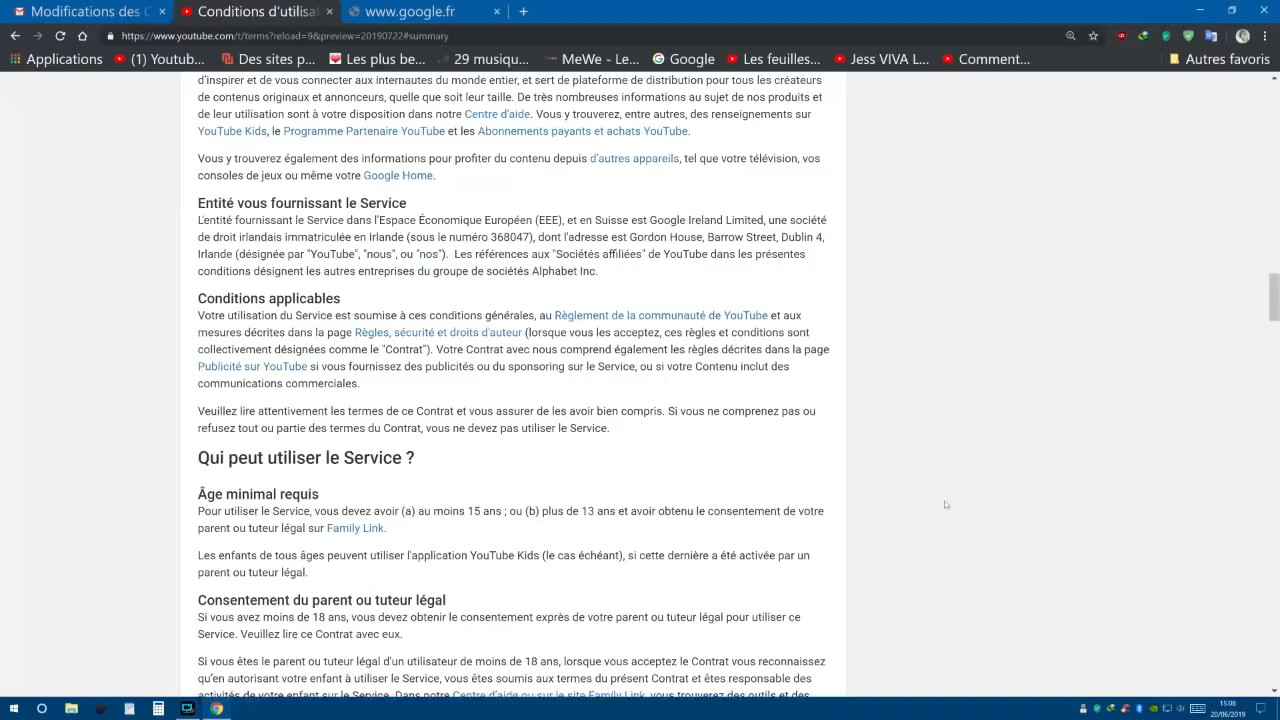 Modifications des C
Conditions d'utilisat
www.google.fr
https://www.youtube.com/t/terms?reload=9&preview=20190722#summary
Applications
(1) Youtub...
Des sites p...
Les plus be...
29 musiqu...
MeWe - Le...
Google
Les feuilles...
Jess VIVA L...
Comment...
Autres favoris
d'inspirer et de vous connecter aux internautes du monde entier, et sert de plateforme de distribution pour tous les créateurs
de contenus originaux et annonceurs, quelle que soit leur taille. De très nombreuses informations au sujet de nos produits et
de leur utilisation sont à votre disposition dans notre Centre d'aide. Vous y trouverez, entre autres, des renseignements sur
YouTube Kids, le Programme Partenaire YouTube et les Abonnements payants et achats YouTube.
Vous y trouverez également des informations pour profiter du contenu depuis d'autres appareils, tel que votre télévision, vos
consoles de jeux ou même votre Google Home.
Entité vous fournissant le Service
L'entité fournissant le Service dans l'Espace Économique Européen (EEE), et en Suisse est Google Ireland Limited, une société
de droit irlandais immatriculée en Irlande (sous le numéro 368047), dont l'adresse est Gordon House, Barrow Street, Dublin 4,
Irlande (désignée par "YouTube", "nous", ou "nos").  Les références aux "Sociétés affiliées" de YouTube dans les présentes
conditions désignent les autres entreprises du groupe de sociétés Alphabet Inc.
Conditions applicables
Votre utilisation du Service est soumise à ces conditions générales, au Règlement de la communauté de YouTube et aux
mesures décrites dans la page Règles, sécurité et droits d'auteur (lorsque vous les acceptez, ces règles et conditions sont
collectivement désignées comme le "Contrat"). Votre Contrat avec nous comprend également les règles décrites dans la page
Publicité sur YouTube si vous fournissez des publicités ou du sponsoring sur le Service, ou si votre Contenu inclut des
communications commerciales.
Veuillez lire attentivement les termes de ce Contrat et vous assurer de les avoir bien compris. Si vous ne comprenez pas ou
refusez tout ou partie des termes du Contrat, vous ne devez pas utiliser le Service.
Qui peut utiliser le Service ?
Âge minimal requis
Pour utiliser le Service, vous devez avoir (a) au moins 15 ans ; ou (b) plus de 13 ans et avoir obtenu le consentement de votre
parent ou tuteur légal sur Family Link.
Les enfants de tous âges peuvent utiliser l'application YouTube Kids (le cas échéant), si cette dernière a été activée par un
parent ou tuteur légal.
Consentement du parent ou tuteur légal
Si vous avez moins de 18 ans, vous devez obtenir le consentement exprès de votre parent ou tuteur légal pour utiliser ce
Service. Veuillez lire ce Contrat avec eux.
Si vous êtes le parent ou tuteur légal d'un utilisateur de moins de 18 ans, lorsque vous acceptez le Contrat vous reconnaissez
qu'en autorisant votre enfant à utiliser le Service, vous êtes soumis aux termes du présent Contrat et êtes responsables des
activités de votre enfant sur le Service. Dans notre Centre d'aide ou sur le site Family Link, vous trouverez des outils et des
15:08
20/06/2019